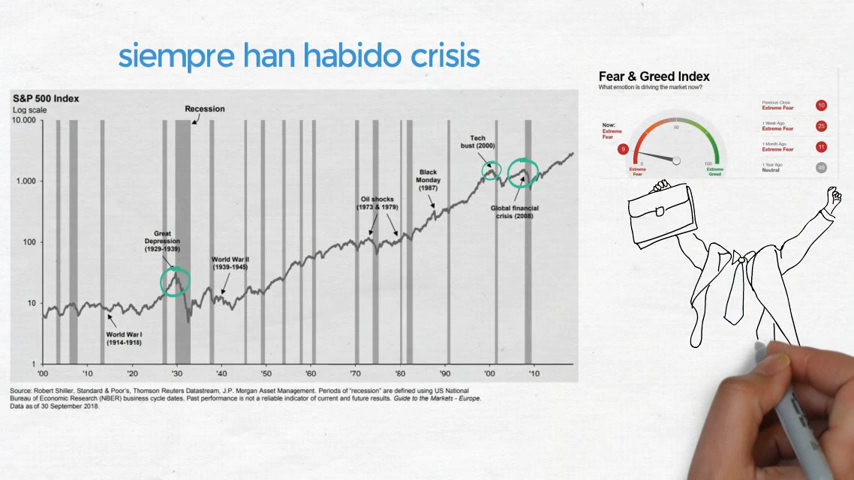 siempre han habido crisis
S&P 500 Index
Log scale
Recession
10.000
1.000
100
10
1
Great
Depression
(1929-1939)
World War I
(1914-1918)
World War II
(1939-1945)
Oil shocks
(1973 & 1979)
Black
Monday
(1987)
Tech
bust (2000)
Global financial
crisis (2008)
'00 '10 '20 '30 '40 '50 '60 '70 '80 '90 '00 '10
Source: Robert Shiller, Standard & Poor's, Thomson Reuters Datastream, J.P. Morgan Asset Management. Periods of "recession" are defined using US National
Bureau of Economic Research (NBER) business cycle dates. Past performance is not a reliable indicator of current and future results. Guide to the Markets - Europe.
Data as of 30 September 2018.
Fear & Greed Index
What emotion is driving the market now?
Now:
Extreme
Fear
9
0
50
100
Extreme
Fear
Extreme
Greed
Previous Close
Extreme Fear
10
1 Week Ago
Extreme Fear
25
1 Month Ago
Extreme Fear
11
1 Year Ago
Neutral